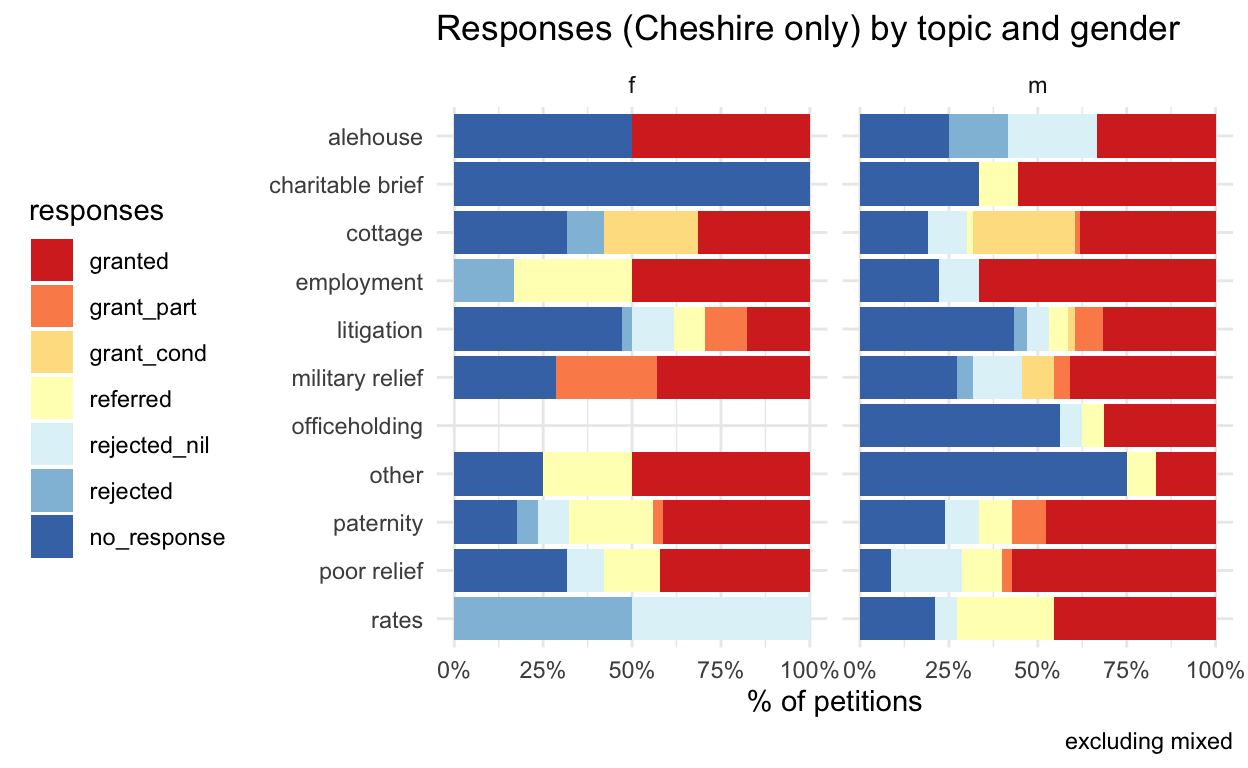 Responses (Cheshire only) by topic and gender
f
m
responses
granted
grant_part
grant_cond
referred
rejected_nil
rejected
no_response
alehouse
charitable brief
cottage
employment
litigation
military relief
officeholding
other
paternity
poor relief
rates
0% 25% 50% 75% 100%
0% 25% 50% 75% 100%
% of petitions
excluding mixed